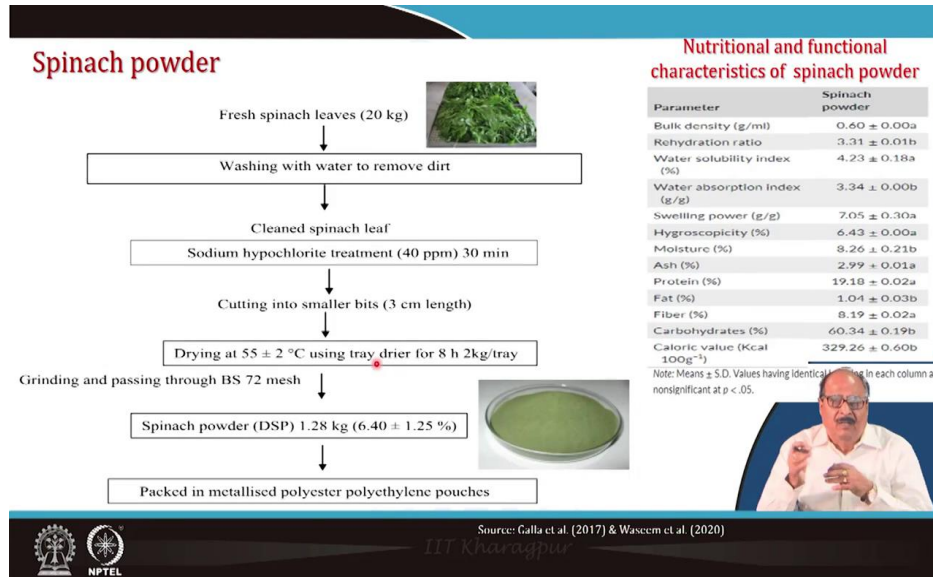 Spinach powder
Fresh spinach leaves (20 kg)
Washing with water to remove dirt
Cleaned spinach leaf
Sodium hypochlorite treatment (40 ppm) 30 min
Cutting into smaller bits (3 cm length)
Drying at 55 ± 2 °C using tray drier for 8 h 2kg/tray
Grinding and passing through BS 72 mesh
Spinach powder (DSP) 1.28 kg (6.40 ± 1.25 %)
Packed in metallised polyester polyethylene pouches
Nutritional and functional
characteristics of spinach powder
Parameter Spinach powder
Bulk density (g/ml) 0.60 ± 0.00a
Rehydration ratio 3.31 ± 0.01b
Water solubility index (%) 4.23 ± 0.18a
Water absorption index (g/g) 3.34 ± 0.00b
Swelling power (g/g) 7.05 ± 0.30a
Hygroscopicity (%) 6.43 ± 0.00a
Moisture (%) 8.26 ± 0.21b
Ash (%) 2.99 ± 0.01a
Protein (%) 19.18 ± 0.02a
Fat (%) 1.04 ± 0.03b
Fiber (%) 8.19 ± 0.02a
Carbohydrates (%) 60.34 ± 0.19b
Caloric value (Kcal 100g⁻¹) 329.26 ± 0.60b
Note: Means ± S.D. Values having in each column a
nonsignificant at p < .05.
Source: Galla et al. (2017) & Waseem et al. (2020)
IIT Kharagpur
NPTEL